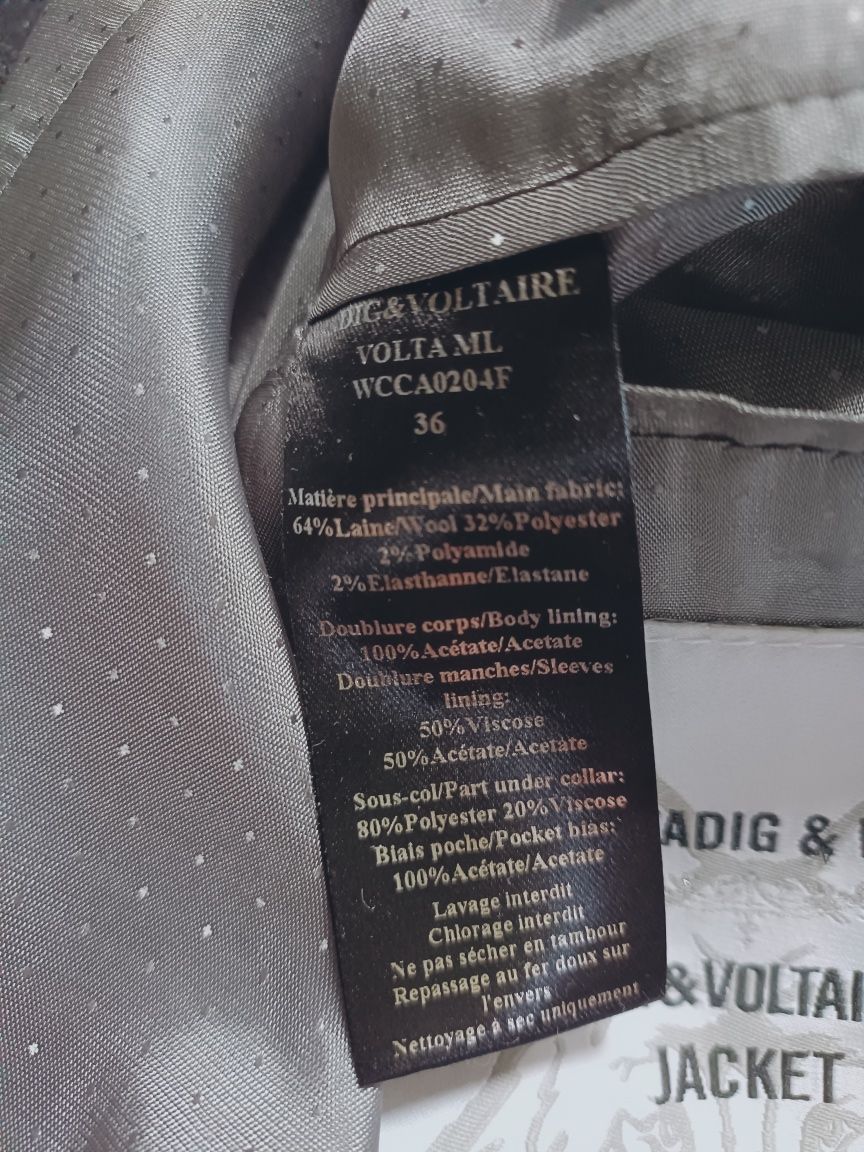 DIG&VOLTAIRE
VOLTA ML
WCCA0204F
36
Matière principale/Main fabric:
64%Laine/Wool 32%Polyester
2%Polyamide
2%Elasthanne/Elastane
Doublure corps/Body lining:
100%Acétate/Acetate
Doublure manches/Sleeves
lining:
50%Viscose
50%Acétate/Acetate
Sous-col/Part under collar:
80%Polyester 20%Viscose
Biais poche/Pocket bias:
100%Acétate/Acetate
Lavage interdit
Chlorage interdit
Ne pas sécher en tambour
Repassage au fer doux sur
l'envers
Nettoyage à sec uniquement
ADIG &
&VOLTAI
JACKET